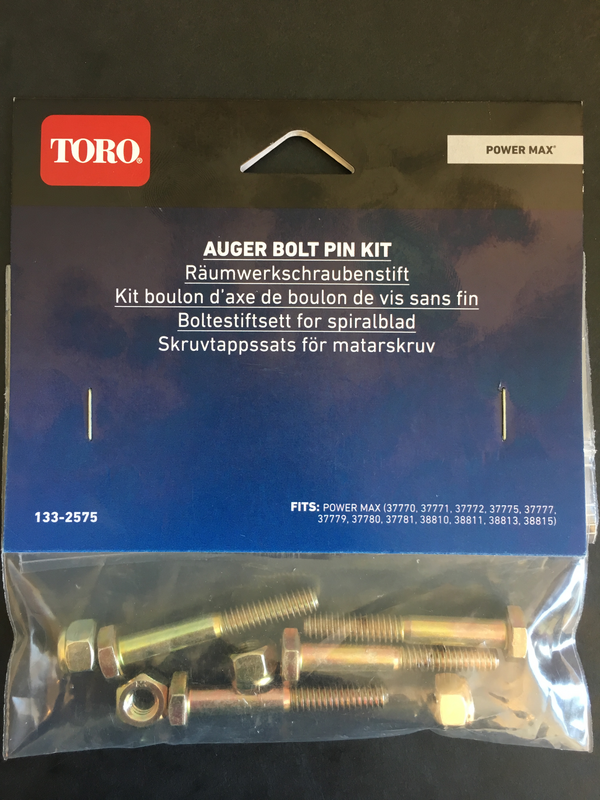 TORO®
POWER MAX®
AUGER BOLT PIN KIT
Räumwerkschraubenstift
Kit boulon d'axe de boulon de vis sans fin
Boltestiftsett for spiralblad
Skruvtappssats för matarskruv
133-2575
FITS: POWER MAX (37770, 37771, 37772, 37775, 37777,
37779, 37780, 37781, 38810, 38811, 38813, 38815)